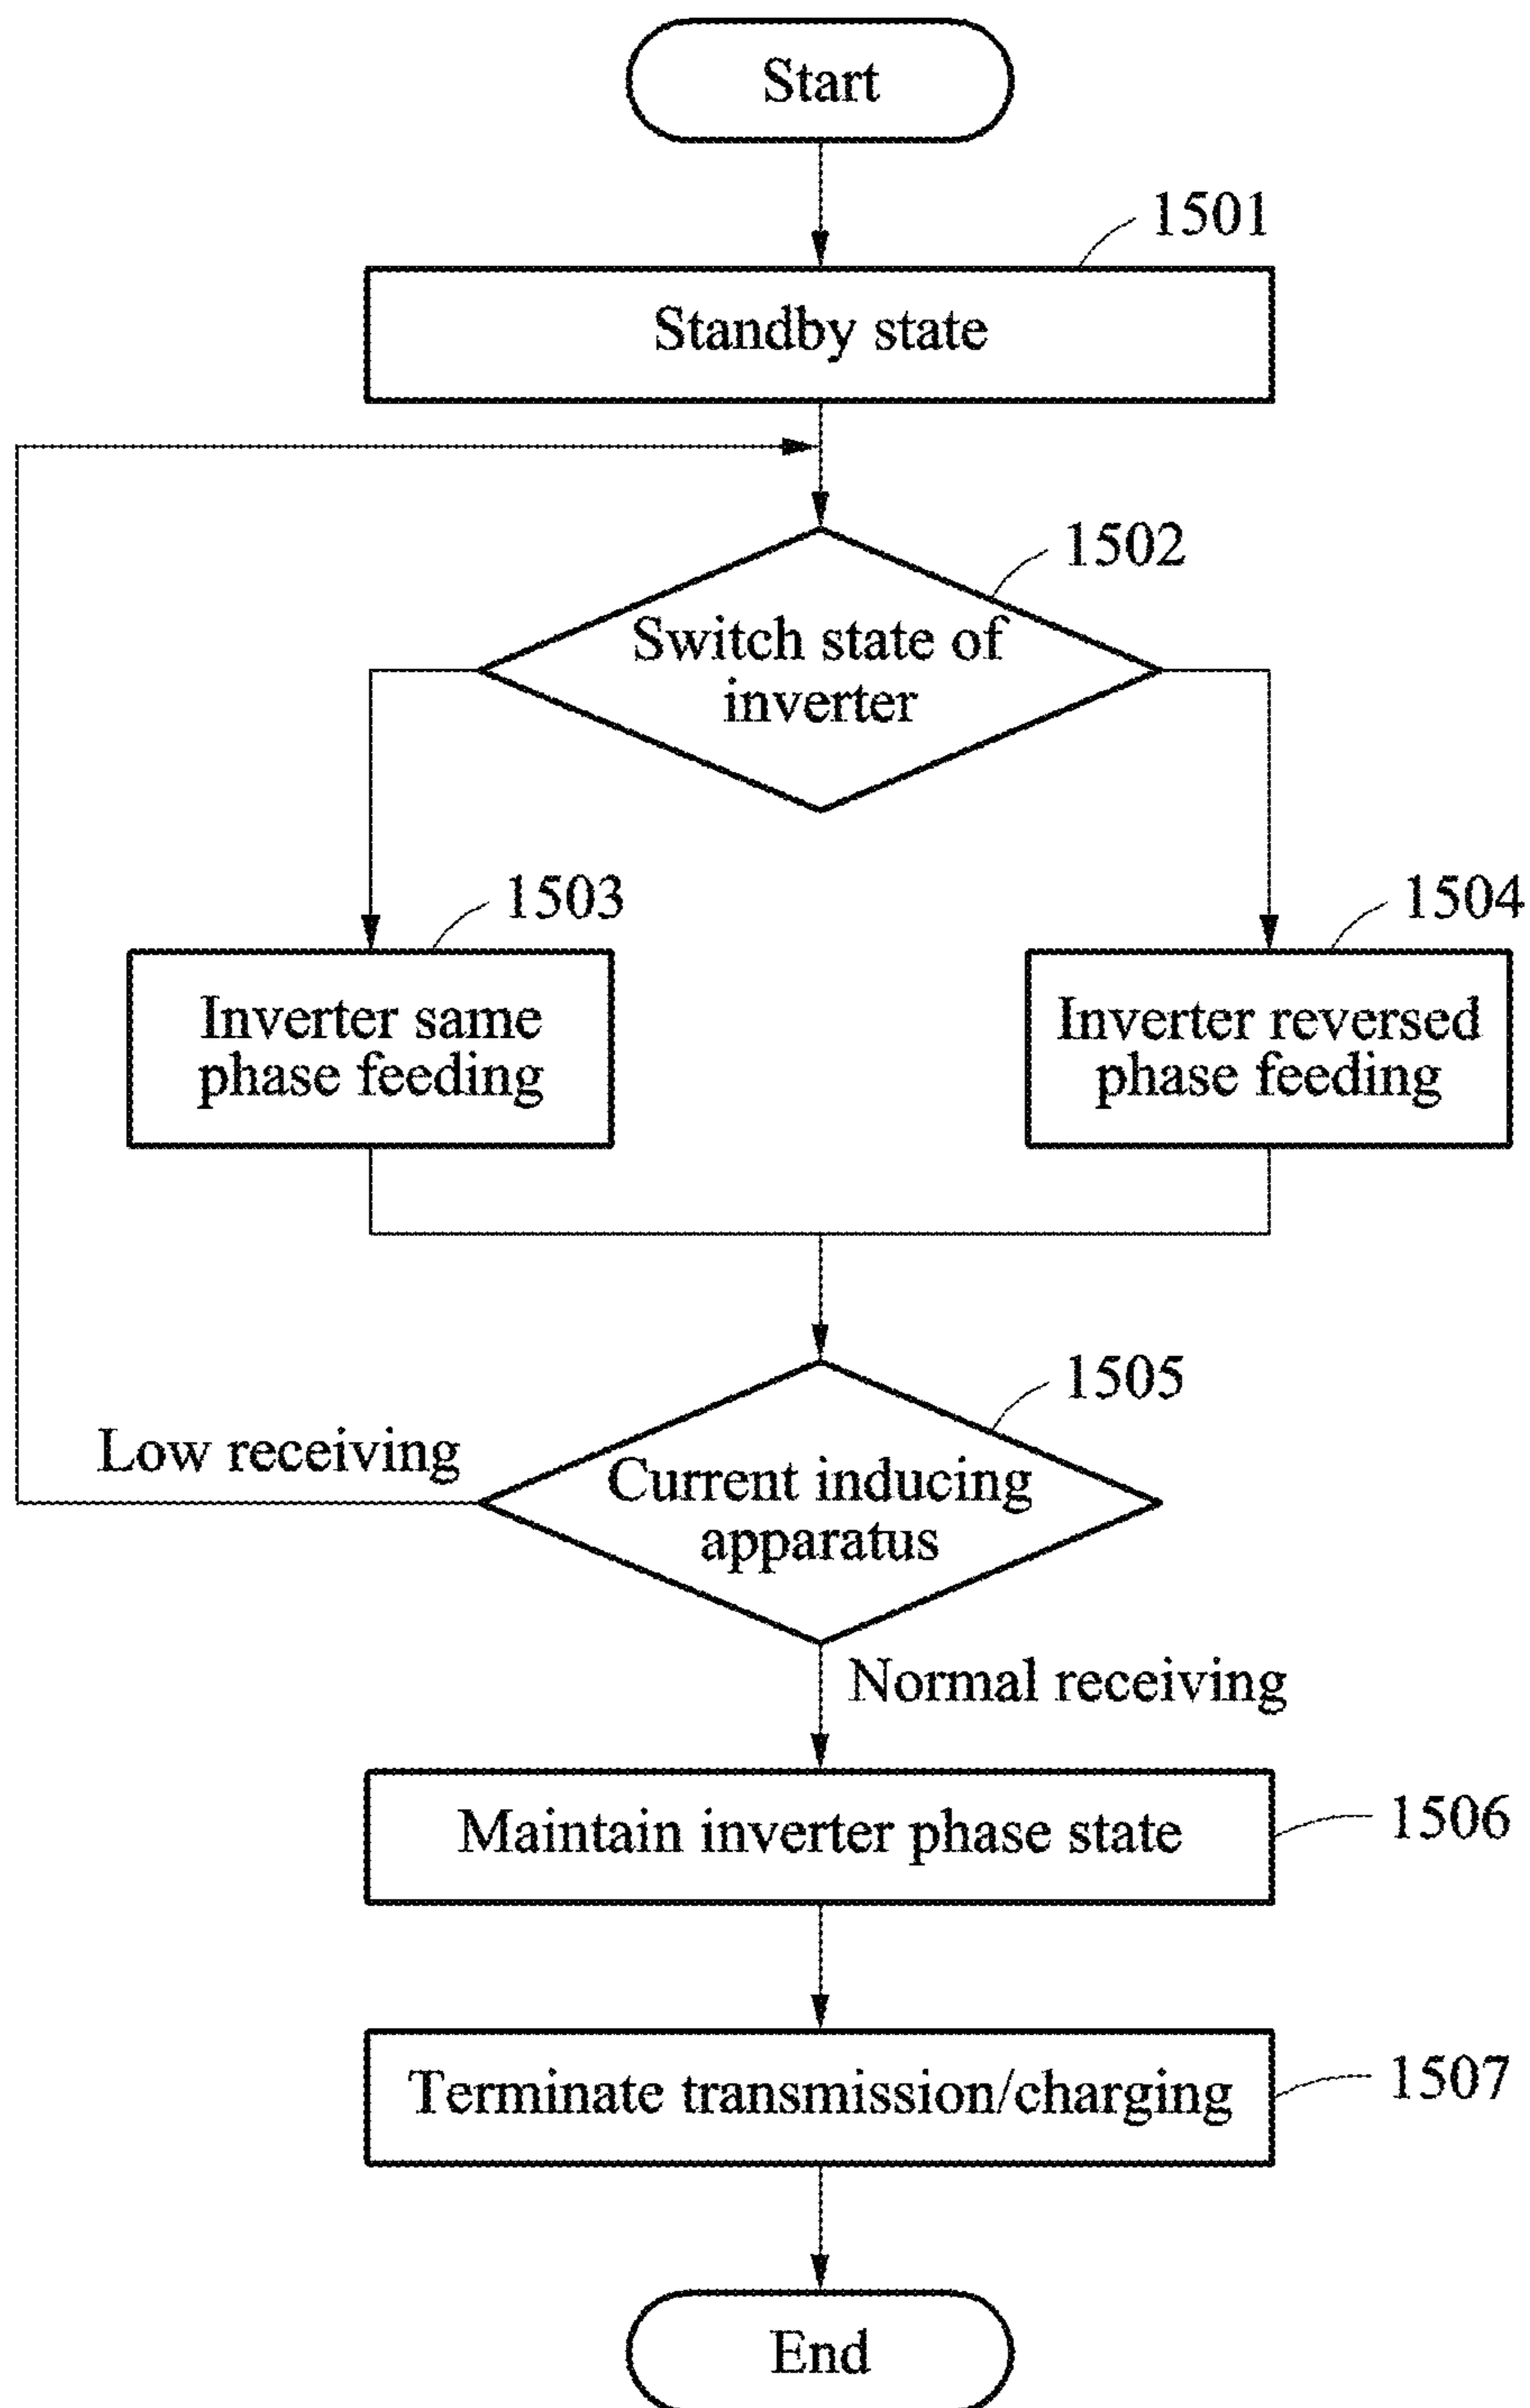 Start
1501
Standby state
1502
Switch state of
inverter
1503
Inverter same
phase feeding
1504
Inverter reversed
phase feeding
1505
Low receiving
Current inducing
apparatus
Normal receiving
Maintain inverter phase state
1506
Terminate transmission/charging
1507
End